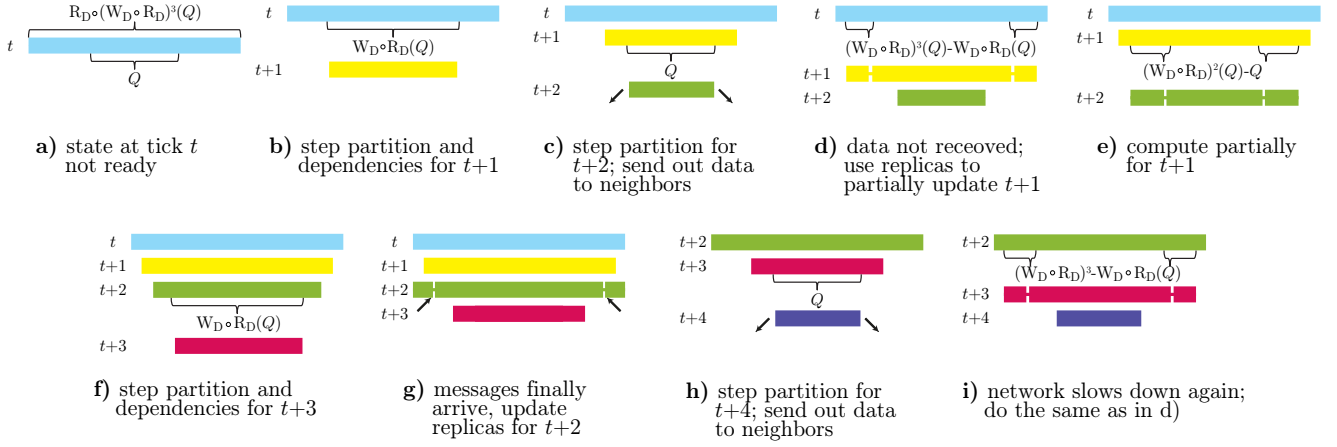 R_D∘(W_D∘R_D)³(Q)
t
Q
a) state at tick t
not ready
W_D∘R_D(Q)
t+1
b) step partition and
dependencies for t+1
t
t+1
Q
t+2
c) step partition for
t+2; send out data
to neighbors
t
(W_D∘R_D)³(Q)-W_D∘R_D(Q)
t+1
t+2
d) data not receoved;
use replicas to
partially update t+1
t
t+1
(W_D∘R_D)²(Q)-Q
t+2
e) compute partially
for t+1
t
t+1
t+2
W_D∘R_D(Q)
t+3
f) step partition and
dependencies for t+3
t
t+1
t+2
t+3
g) messages finally
arrive, update
replicas for t+2
t+2
t+3
Q
t+4
h) step partition for
t+4; send out data
to neighbors
t+2
(W_D∘R_D)³-W_D∘R_D(Q)
t+3
t+4
i) network slows down again;
do the same as in d)